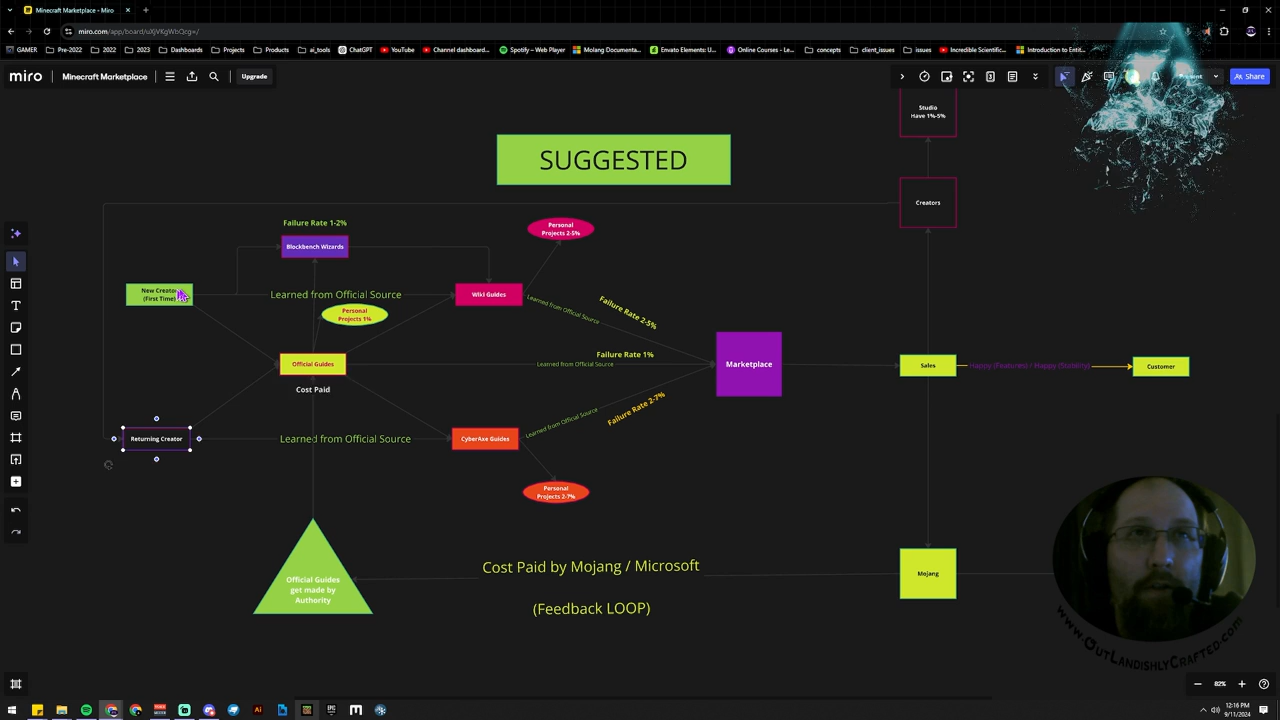 Minecraft Marketplace - Miro
miro.com/app/board/uXjVKgWbQcg=/
GAMER
Pre-2022
2022
2023
Dashboards
Projects
Products
ai_tools
ChatGPT
YouTube
Channel dashboard...
Spotify – Web Player
Molang Documenta...
Envato Elements: U...
Online Courses - Le...
concepts
client_issues
issues
Incredible Scientific...
Introduction to Entit...
miro
Minecraft Marketplace
Upgrade
Present
Share
Studio
Have 1%-5%
SUGGESTED
Creators
Failure Rate 1-2%
Blockbench Wizards
Personal
Projects 2-5%
New Creator
(First Time)
Learned from Official Source
Wiki Guides
Learned from Official Source
Failure Rate 2-5%
Personal
Projects 1%
Official Guides
Cost Paid
Failure Rate 1%
Learned from Official Source
Marketplace
Sales
Happy (Features) / Happy (Stability)
Customer
Returning Creator
Learned from Official Source
CyberAxe Guides
Learned from Official Source
Failure Rate 2-7%
Personal
Projects 2-7%
Official Guides
get made by
Authority
Cost Paid by Mojang / Microsoft
(Feedback LOOP)
Mojang
www.OutLandishlyCrafted.com
82%
12:16 PM
9/11/2024